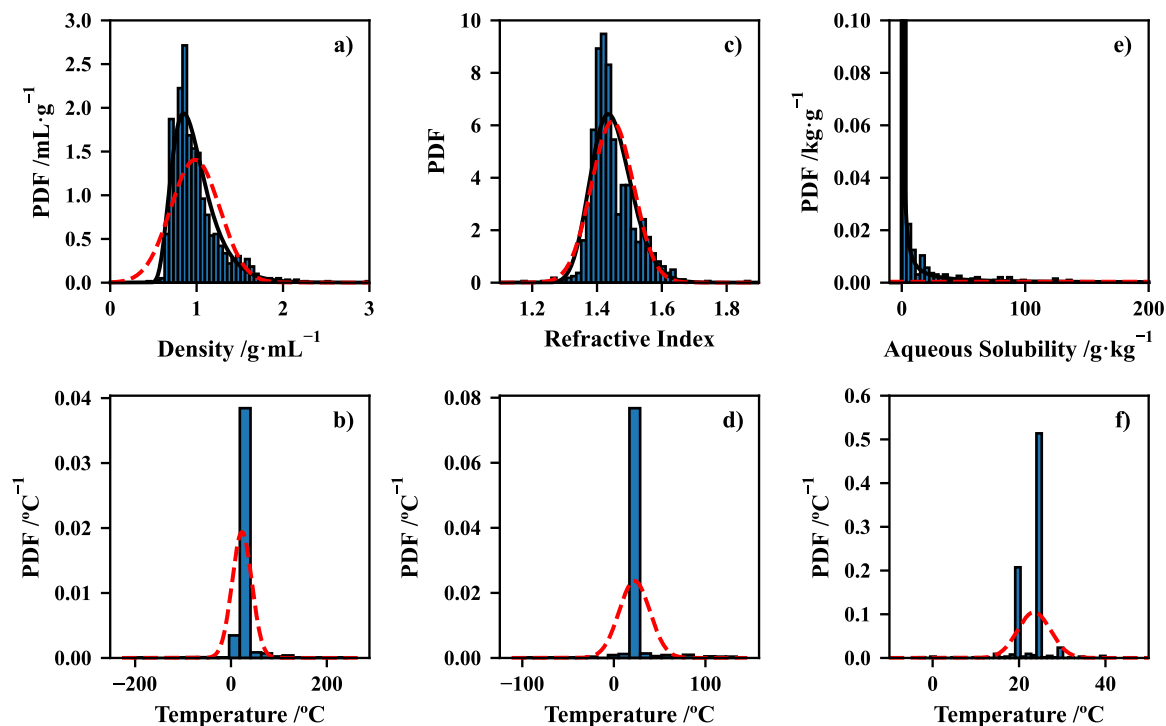 a)
3.0
2.5
2.0
1.5
1.0
0.5
0.0
0 1 2 3
PDF /mL·g⁻¹
Density /g·mL⁻¹
c)
10
8
6
4
2
0
1.2 1.4 1.6 1.8
PDF
Refractive Index
e)
0.10
0.08
0.06
0.04
0.02
0.00
0 100 200
PDF /kg·g⁻¹
Aqueous Solubility /g·kg⁻¹
b)
0.04
0.03
0.02
0.01
0.00
−200 0 200
PDF /ºC⁻¹
Temperature /ºC
d)
0.08
0.06
0.04
0.02
0.00
−100 0 100
PDF /ºC⁻¹
Temperature /ºC
f)
0.6
0.5
0.4
0.3
0.2
0.1
0.0
0 20 40
PDF /ºC⁻¹
Temperature /ºC